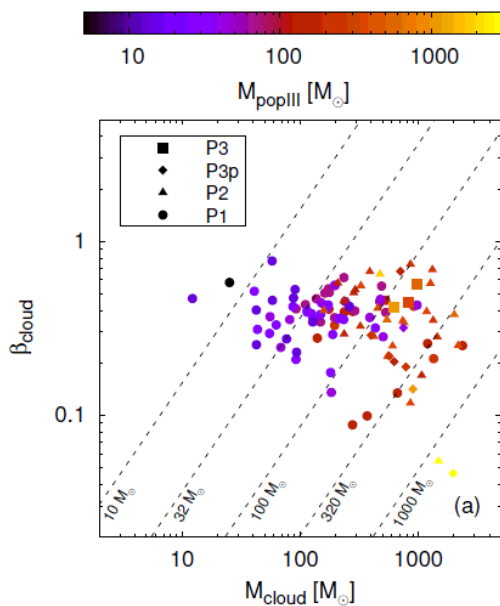 10 100 1000
M_popIII [M_☉]
P3
P3p
P2
P1
1
0.1
β_cloud
10 M_☉
32 M_☉
100 M_☉
320 M_☉
1000 M_☉
(a)
10 100 1000
M_cloud [M_☉]